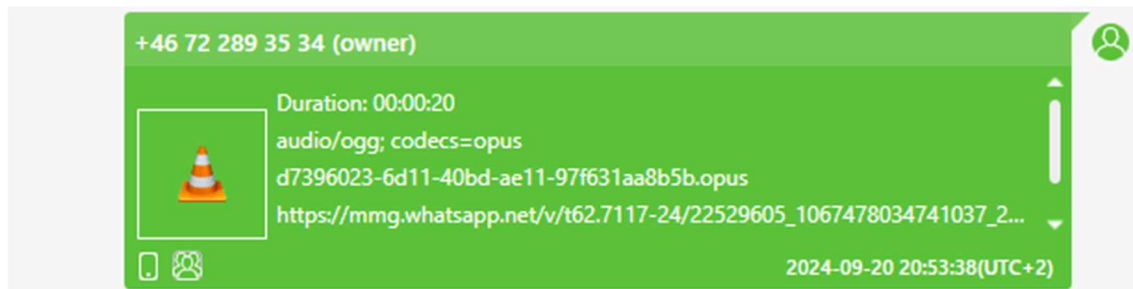 +46 72 289 35 34 (owner)
Duration: 00:00:20
audio/ogg; codecs=opus
d7396023-6d11-40bd-ae11-97f631aa8b5b.opus
https://mmg.whatsapp.net/v/t62.7117-24/22529605_1067478034741037_2...
2024-09-20 20:53:38(UTC+2)